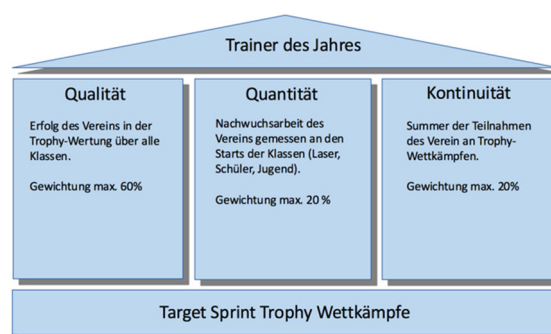 Trainer des Jahres
Qualität
Erfolg des Vereins in der
Trophy-Wertung über alle
Klassen.
Gewichtung max. 60%
Quantität
Nachwuchsarbeit des
Vereins gemessen an den
Starts der Klassen (Laser,
Schüler, Jugend).
Gewichtung max. 20 %
Kontinuität
Summer der Teilnahmen
des Verein an Trophy-
Wettkämpfen.
Gewichtung max. 20%
Target Sprint Trophy Wettkämpfe